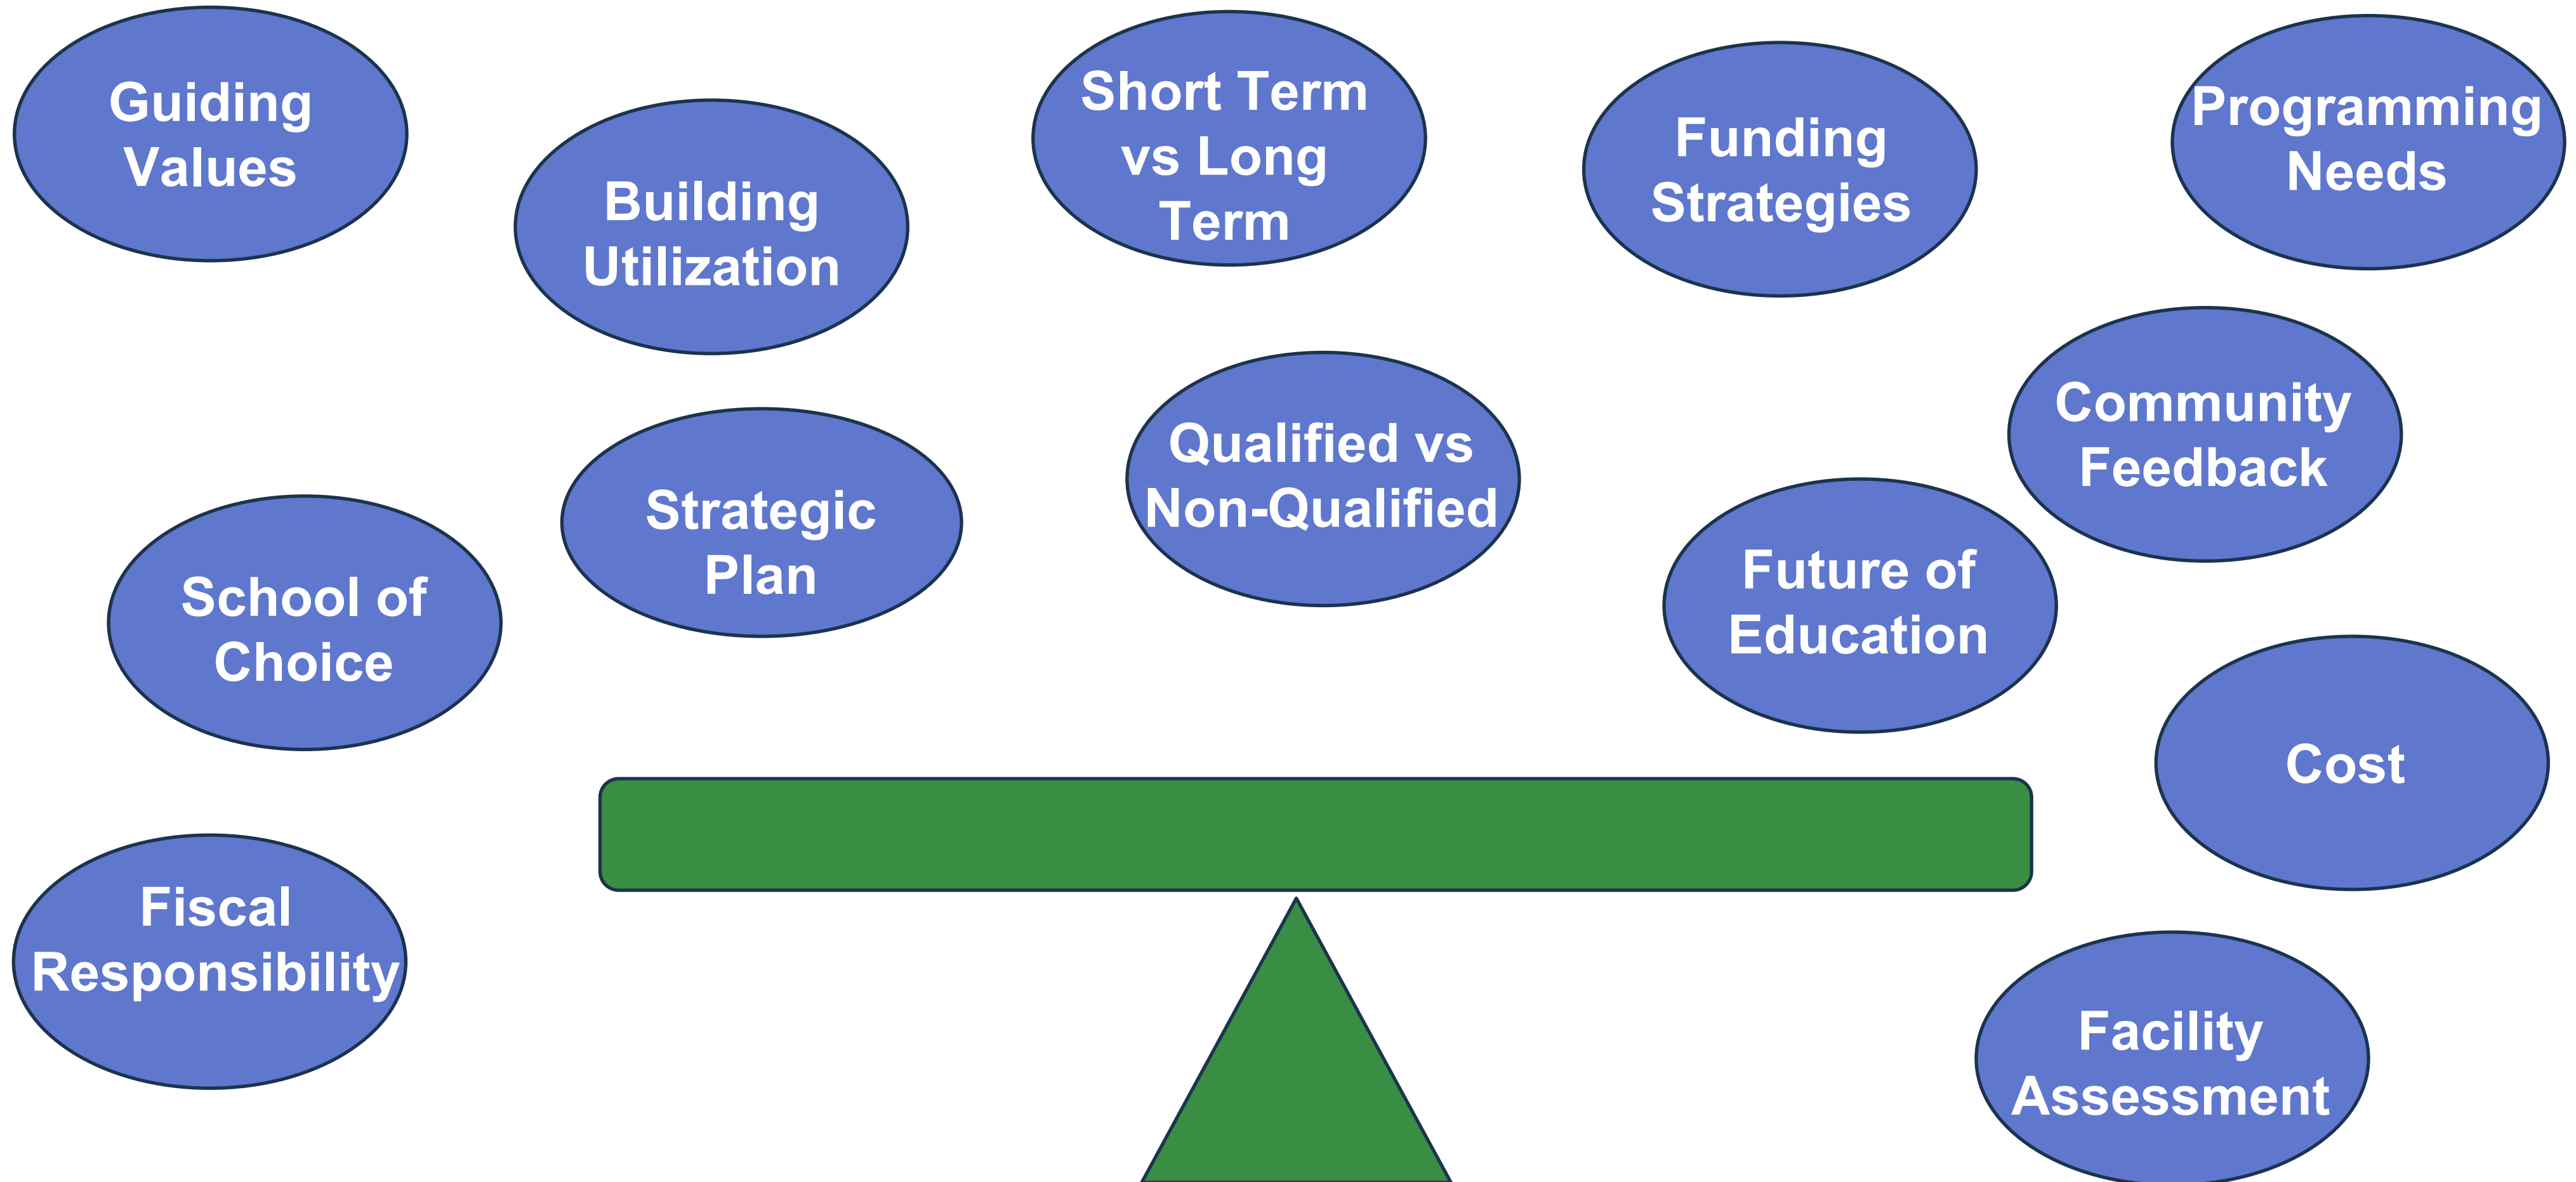 Guiding
Values
Building
Utilization
Short Term
vs Long
Term
Funding
Strategies
Programming
Needs
School of
Choice
Strategic
Plan
Qualified vs
Non-Qualified
Future of
Education
Community
Feedback
Cost
Fiscal
Responsibility
Facility
Assessment